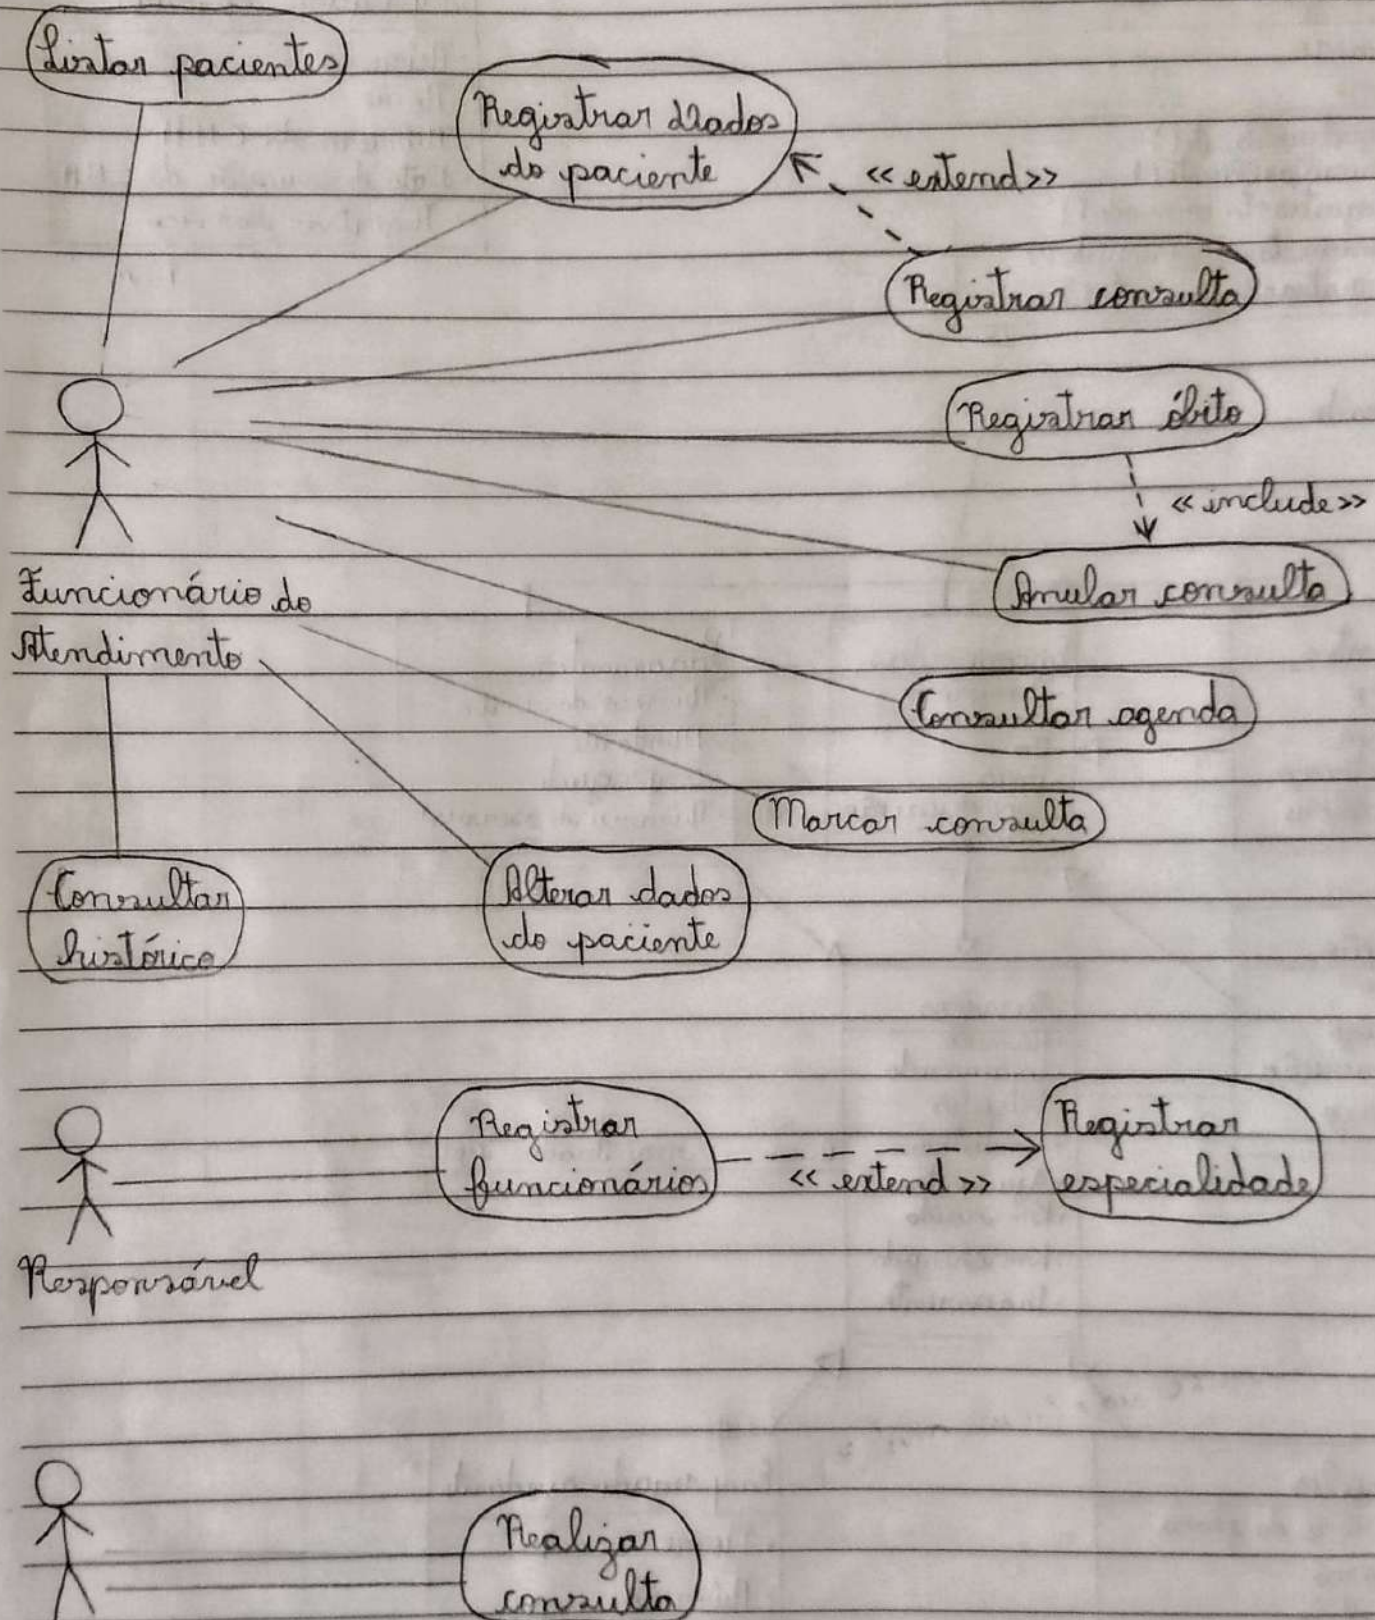 Listar pacientes
Registrar Dados
do paciente
<< extend >>
Registrar consulta
Registrar óbito
<< include >>
Anular consulta
Funcionário do
Atendimento
Consultar agenda
Marcar consulta
Consultar
histórico
Alterar dados
do paciente
Registrar
funcionários
<< extend >>
Registrar
especialidade
Responsável
Realizar
consulta